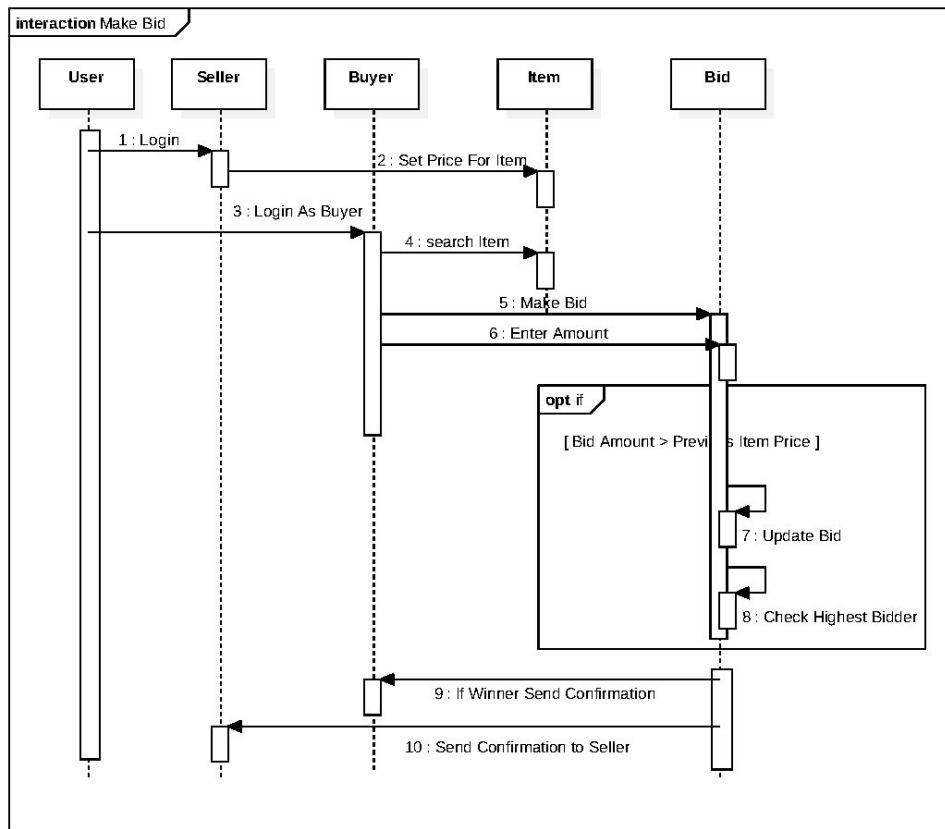 interaction Make Bid
User
Seller
Buyer
Item
Bid
1 : Login
2 : Set Price For Item
3 : Login As Buyer
4 : search Item
5 : Make Bid
6 : Enter Amount
opt if
[ Bid Amount > Item Price ]
7 : Update Bid
8 : Check Highest Bidder
9 : If Winner Send Confirmation
10 : Send Confirmation to Seller